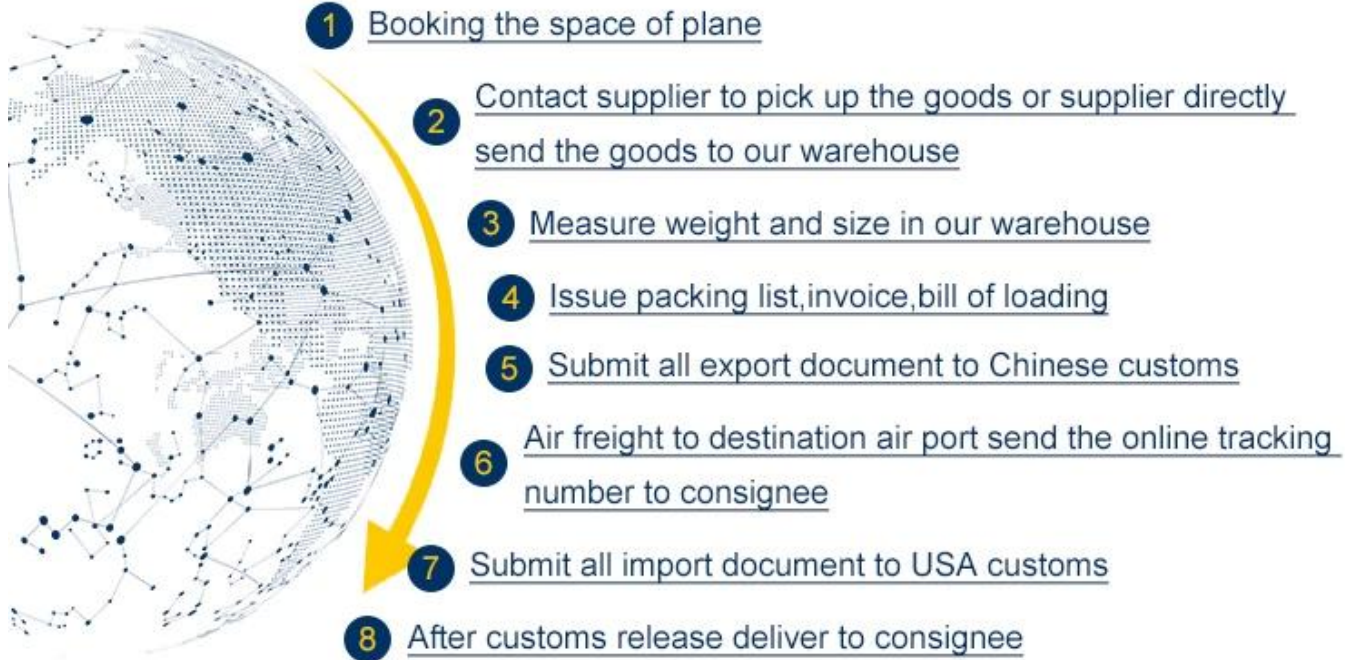 1 Booking the space of plane
2 Contact supplier to pick up the goods or supplier directly
send the goods to our warehouse
3 Measure weight and size in our warehouse
4 Issue packing list,invoice,bill of loading
5 Submit all export document to Chinese customs
6 Air freight to destination air port send the online tracking
number to consignee
7 Submit all import document to USA customs
8 After customs release deliver to consignee